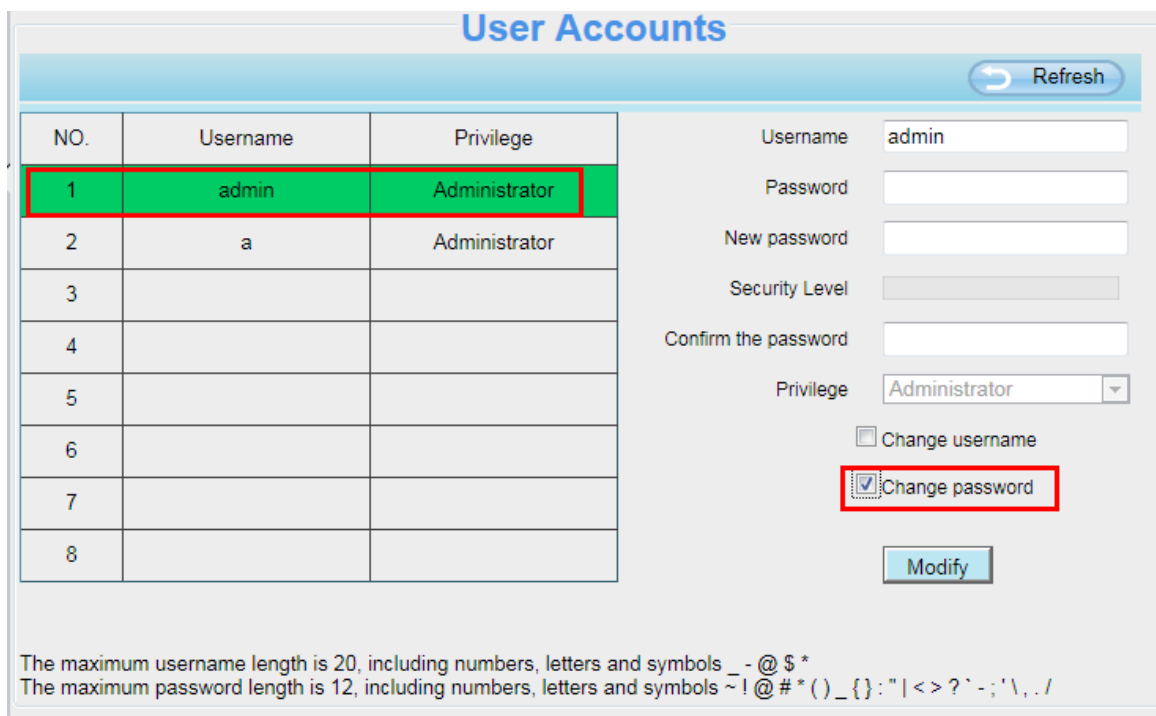 User Accounts
Refresh
NO. Username Privilege
1 admin Administrator
2 a Administrator
3
4
5
6
7
8
Username admin
Password
New password
Security Level
Confirm the password
Privilege Administrator
Change username
Change password
Modify
The maximum username length is 20, including numbers, letters and symbols _ - @ $ *
The maximum password length is 12, including numbers, letters and symbols ~ ! @ # * ( ) _ { } : " | < > ? ` - ; ' \ , . /